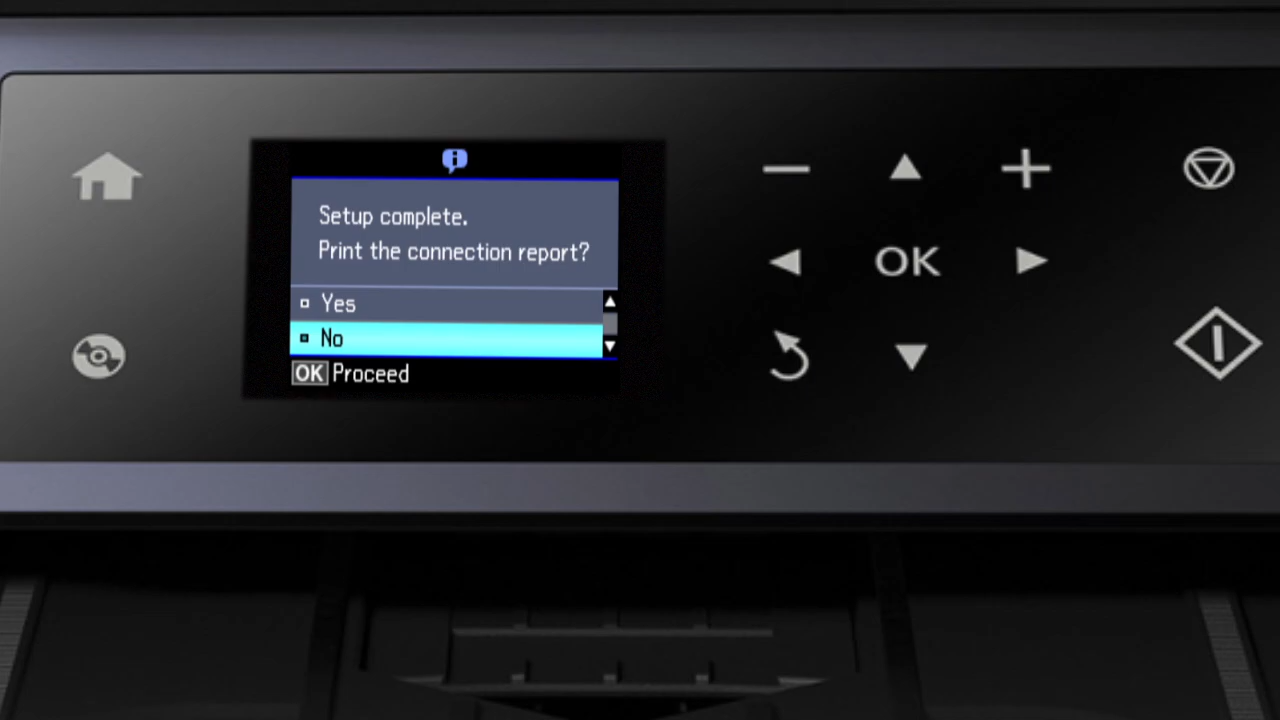 Setup complete.
Print the connection report?
Yes
No
OK Proceed
OK